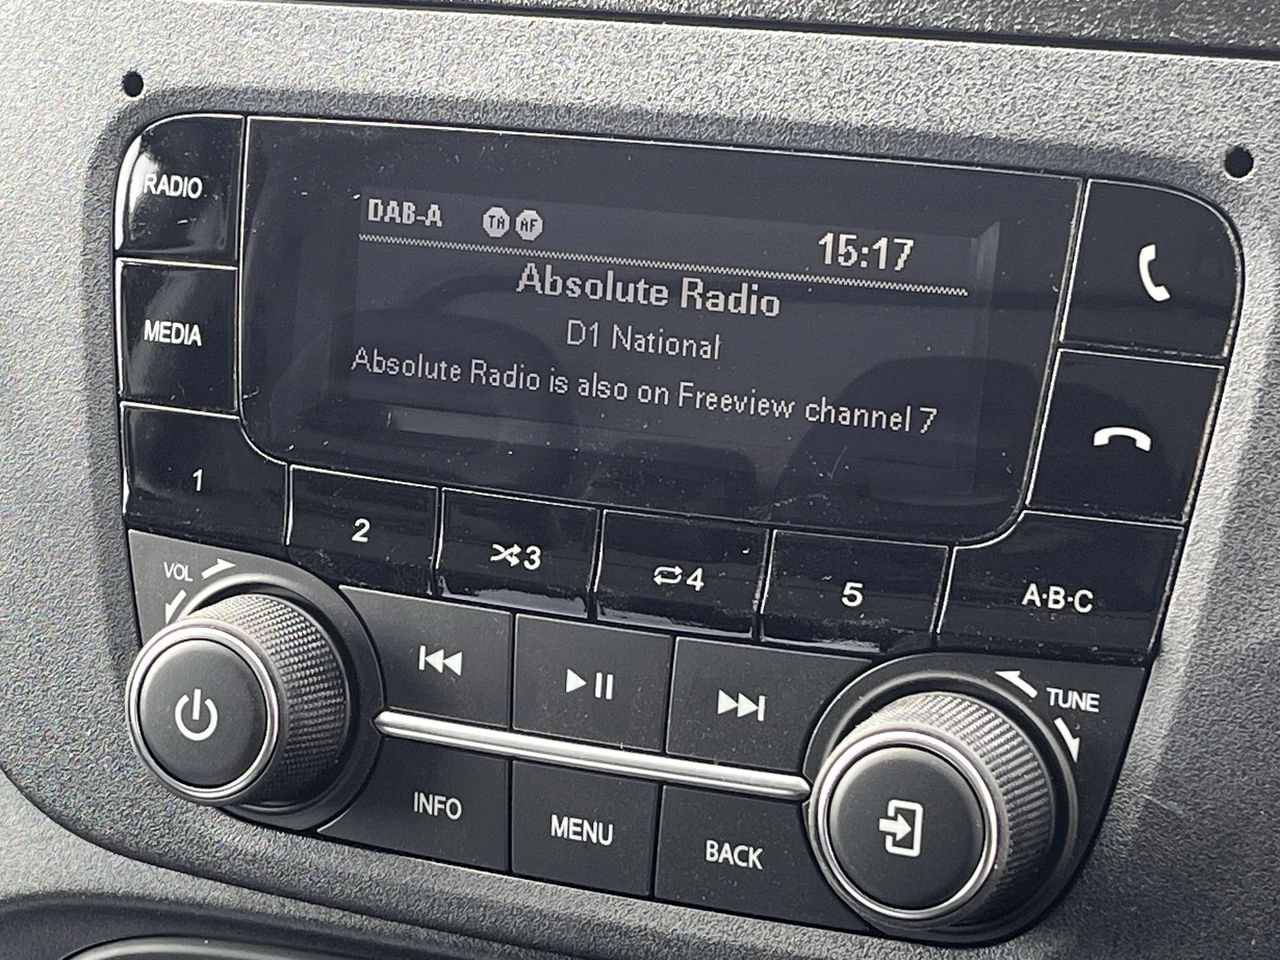 RADIO
DAB-A TA AF 15:17
Absolute Radio
D1 National
Absolute Radio is also on Freeview channel 7
MEDIA
1
2
3
4
5
A·B·C
VOL
TUNE
INFO
MENU
BACK